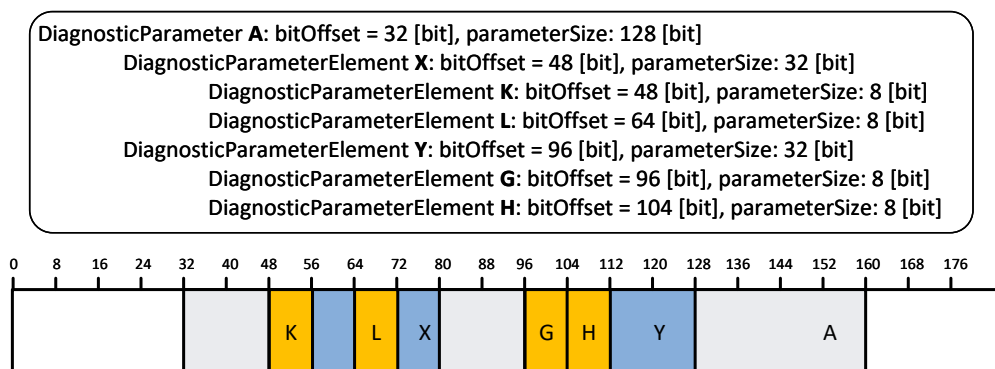 DiagnosticParameter A: bitOffset = 32 [bit], parameterSize: 128 [bit]
DiagnosticParameterElement X: bitOffset = 48 [bit], parameterSize: 32 [bit]
DiagnosticParameterElement K: bitOffset = 48 [bit], parameterSize: 8 [bit]
DiagnosticParameterElement L: bitOffset = 64 [bit], parameterSize: 8 [bit]
DiagnosticParameterElement Y: bitOffset = 96 [bit], parameterSize: 32 [bit]
DiagnosticParameterElement G: bitOffset = 96 [bit], parameterSize: 8 [bit]
DiagnosticParameterElement H: bitOffset = 104 [bit], parameterSize: 8 [bit]
0 8 16 24 32 40 48 56 64 72 80 88 96 104 112 120 128 136 144 152 160 168 176
K L X G H Y A